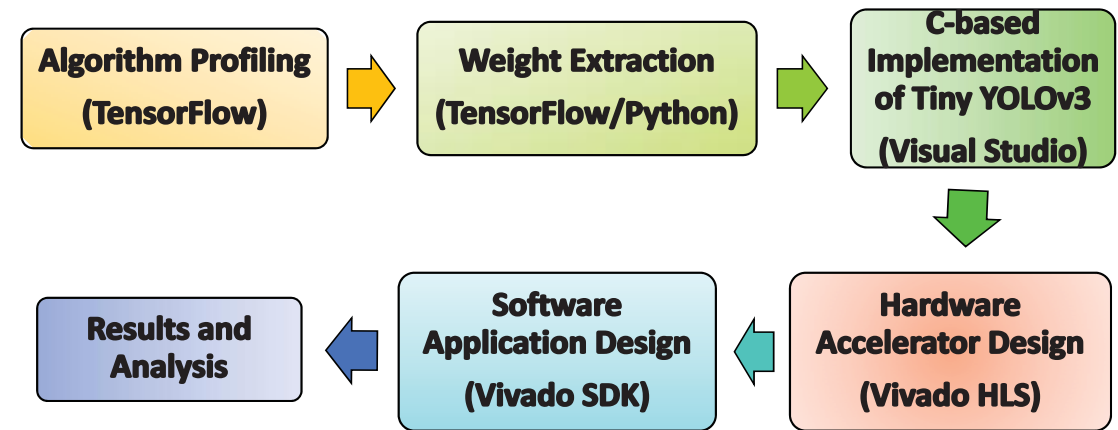 Algorithm Profiling
(TensorFlow)
Weight Extraction
(TensorFlow/Python)
C-based
Implementation
of Tiny YOLOv3
(Visual Studio)
Hardware
Accelerator Design
(Vivado HLS)
Software
Application Design
(Vivado SDK)
Results and
Analysis